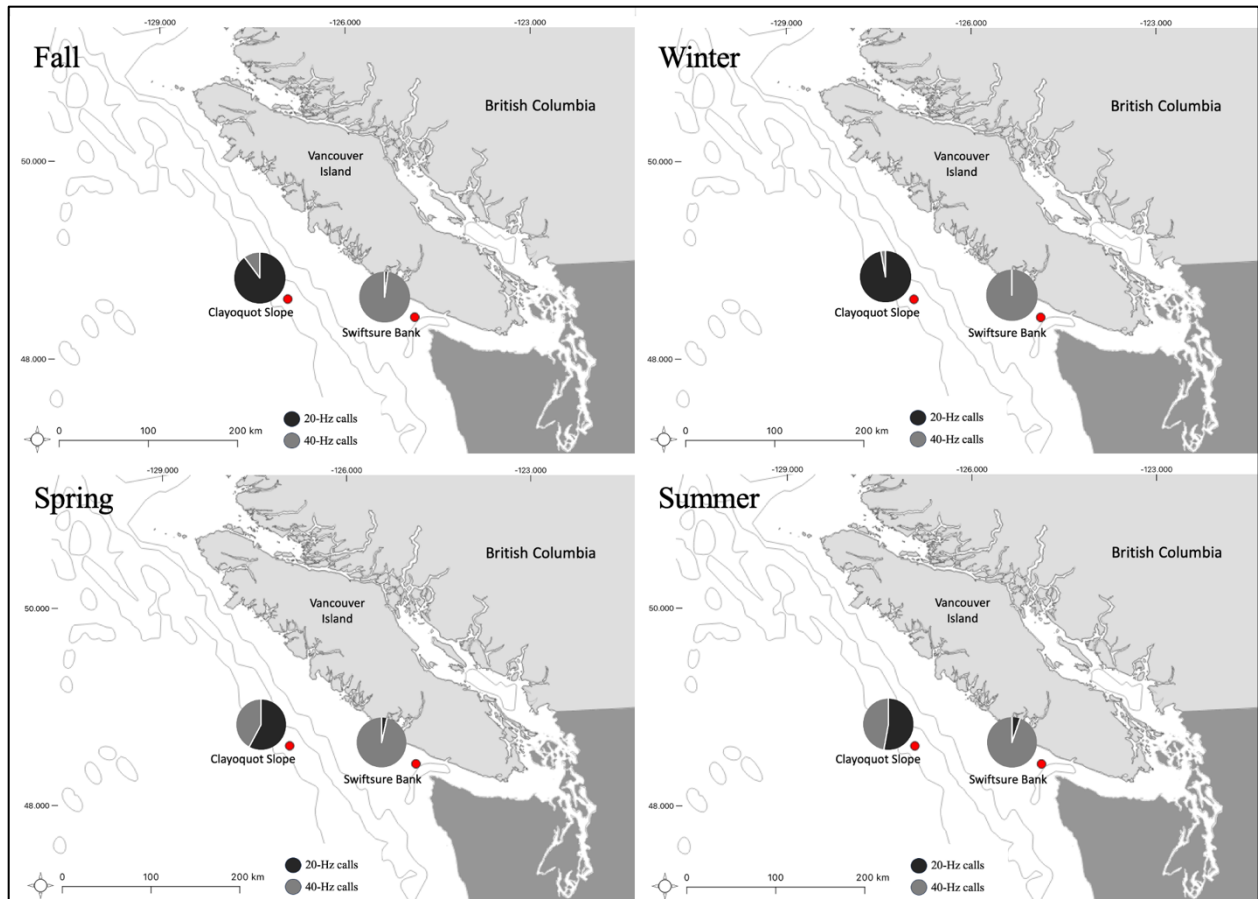 -129.000 -126.000 -123.000
Fall
British Columbia
50.000
Vancouver
Island
Clayoquot Slope
Swiftsure Bank
48.000
20-Hz calls
40-Hz calls
0 100 200 km
-129.000 -126.000 -123.000
Winter
British Columbia
50.000
Vancouver
Island
Clayoquot Slope
Swiftsure Bank
48.000
20-Hz calls
40-Hz calls
0 100 200 km
-129.000 -126.000 -123.000
Spring
British Columbia
50.000
Vancouver
Island
Clayoquot Slope
Swiftsure Bank
48.000
20-Hz calls
40-Hz calls
0 100 200 km
-129.000 -126.000 -123.000
Summer
British Columbia
50.000
Vancouver
Island
Clayoquot Slope
Swiftsure Bank
48.000
20-Hz calls
40-Hz calls
0 100 200 km